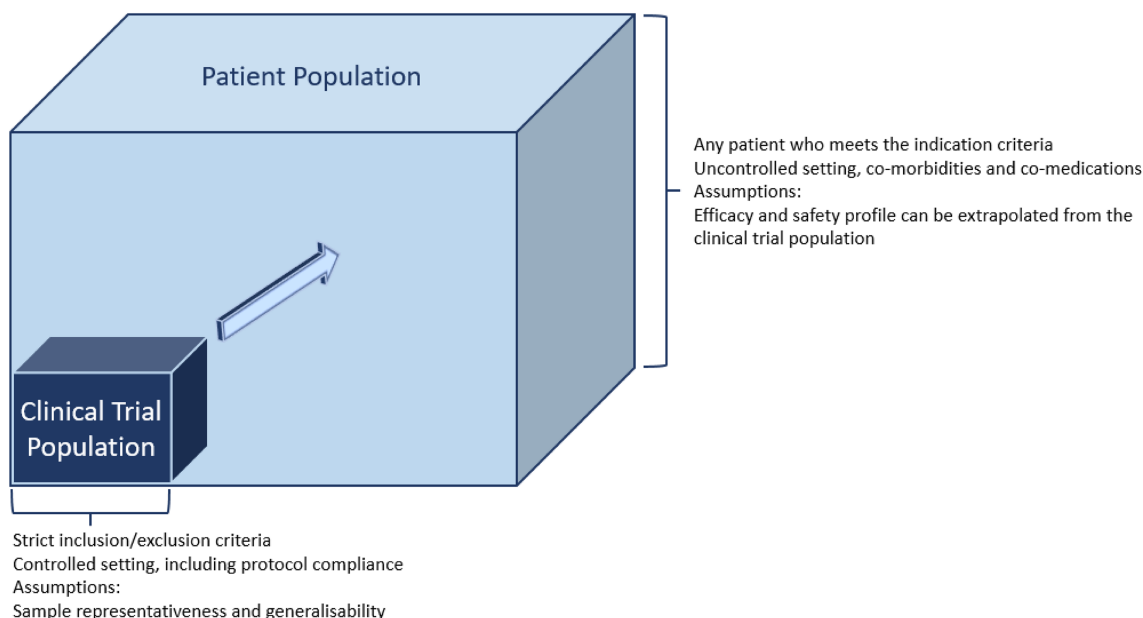 Patient Population
Any patient who meets the indication criteria
Uncontrolled setting, co-morbidities and co-medications
Assumptions:
Efficacy and safety profile can be extrapolated from the
clinical trial population
Clinical Trial
Population
Strict inclusion/exclusion criteria
Controlled setting, including protocol compliance
Assumptions:
Sample representativeness and generalisability